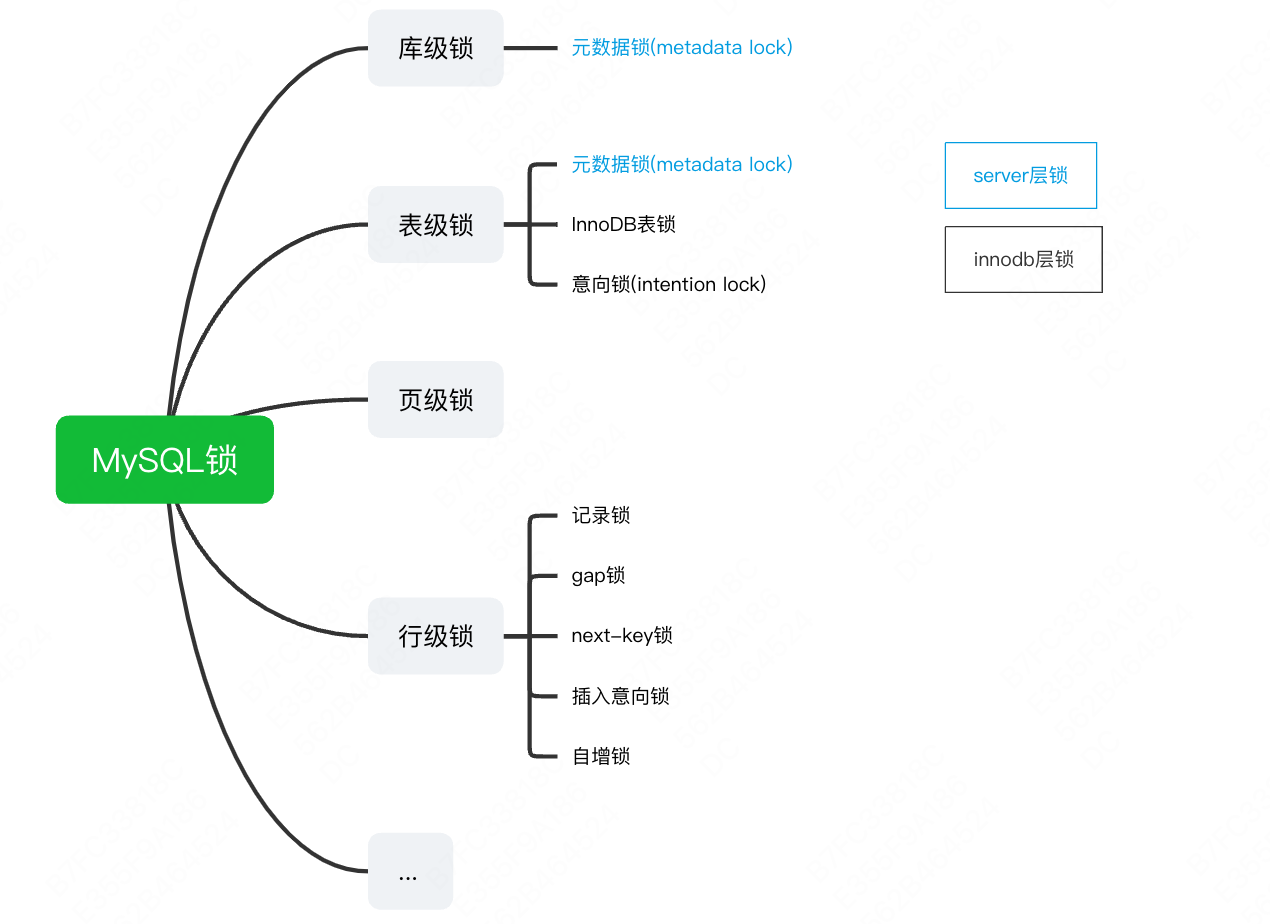 库级锁
元数据锁(metadata lock)
表级锁
元数据锁(metadata lock)
InnoDB表锁
意向锁(intention lock)
server层锁
innodb层锁
页级锁
MySQL锁
行级锁
记录锁
gap锁
next-key锁
插入意向锁
自增锁
...